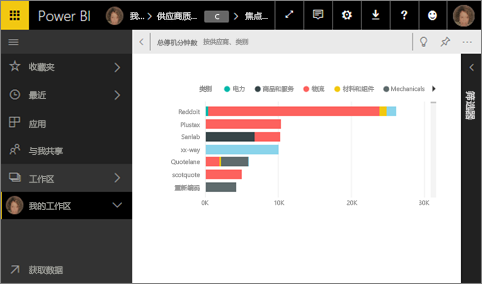 Power BI 我... 供应商质... C 焦点...
收藏夹
最近
应用
与我共享
工作区
我的工作区
获取数据
总停机分钟数 按供应商、类别
类别 电力 商品和服务 物流 材料和组件 Mechanicals
Reddoit
Plustex
Sanlab
xx-way
Quotelane
scotquote
重新编码
0K 10K 20K 30K
筛选器